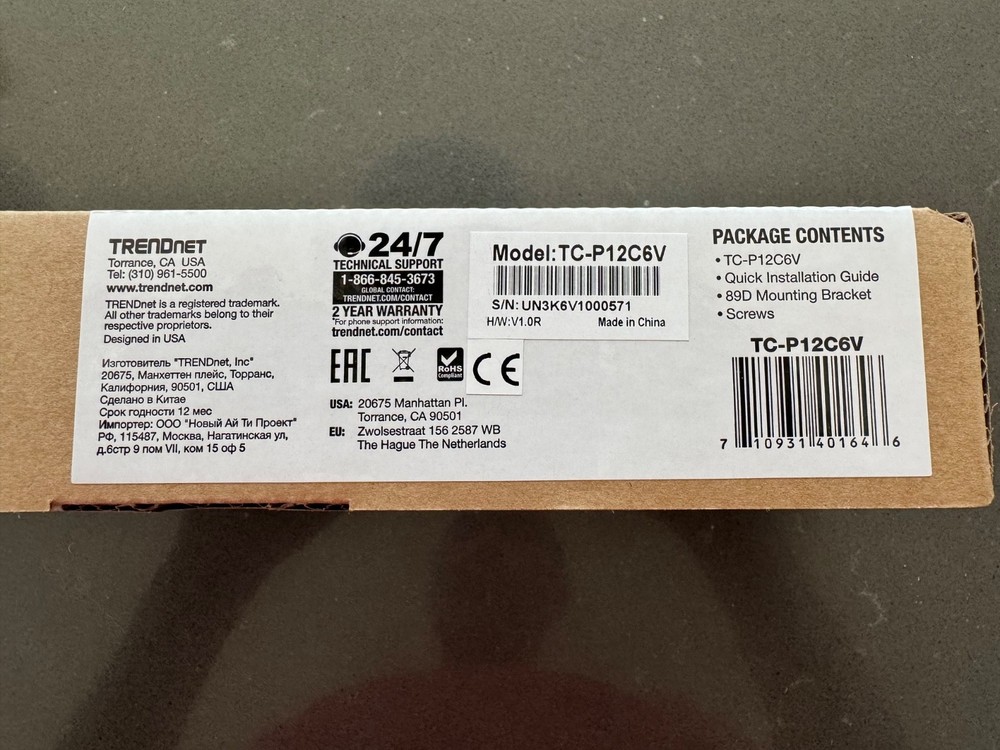 TRENDnet
Torrance, CA USA
Tel: (310) 961-5500
www.trendnet.com
TRENDnet is a registered trademark.
All other trademarks belong to their
respective proprietors.
Designed in USA
Изготовитель "TRENDnet, Inc"
20675, Манхеттен плейс, Торранс,
Калифорния, 90501, США
Сделано в Китае
Срок годности 12 мес
Импортер: ООО "Новый Ай Ти Проект"
РФ, 115487, Москва, Нагатинская ул,
д.6стр 9 пом VII, ком 15 оф 5
24/7
TECHNICAL SUPPORT
1-866-845-3673
GLOBAL CONTACT:
TRENDNET.COM/CONTACT
2 YEAR WARRANTY
*For phone support information:
trendnet.com/contact
EAC
RoHS
Compliant
CE
USA: 20675 Manhattan Pl.
Torrance, CA 90501
EU: Zwolsestraat 156 2587 WB
The Hague The Netherlands
Model:TC-P12C6V
S/N: UN3K6V1000571
H/W:V1.0R Made in China
PACKAGE CONTENTS
• TC-P12C6V
• Quick Installation Guide
• 89D Mounting Bracket
• Screws
TC-P12C6V
7 10931 40164 6